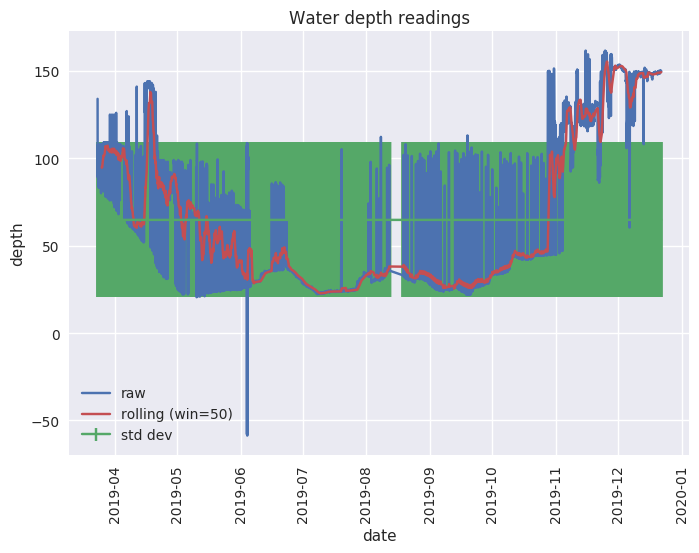 Water depth readings
150
100
50
0
−50
depth
raw
rolling (win=50)
std dev
2019-04
2019-05
2019-06
2019-07
2019-08
2019-09
2019-10
2019-11
2019-12
2020-01
date